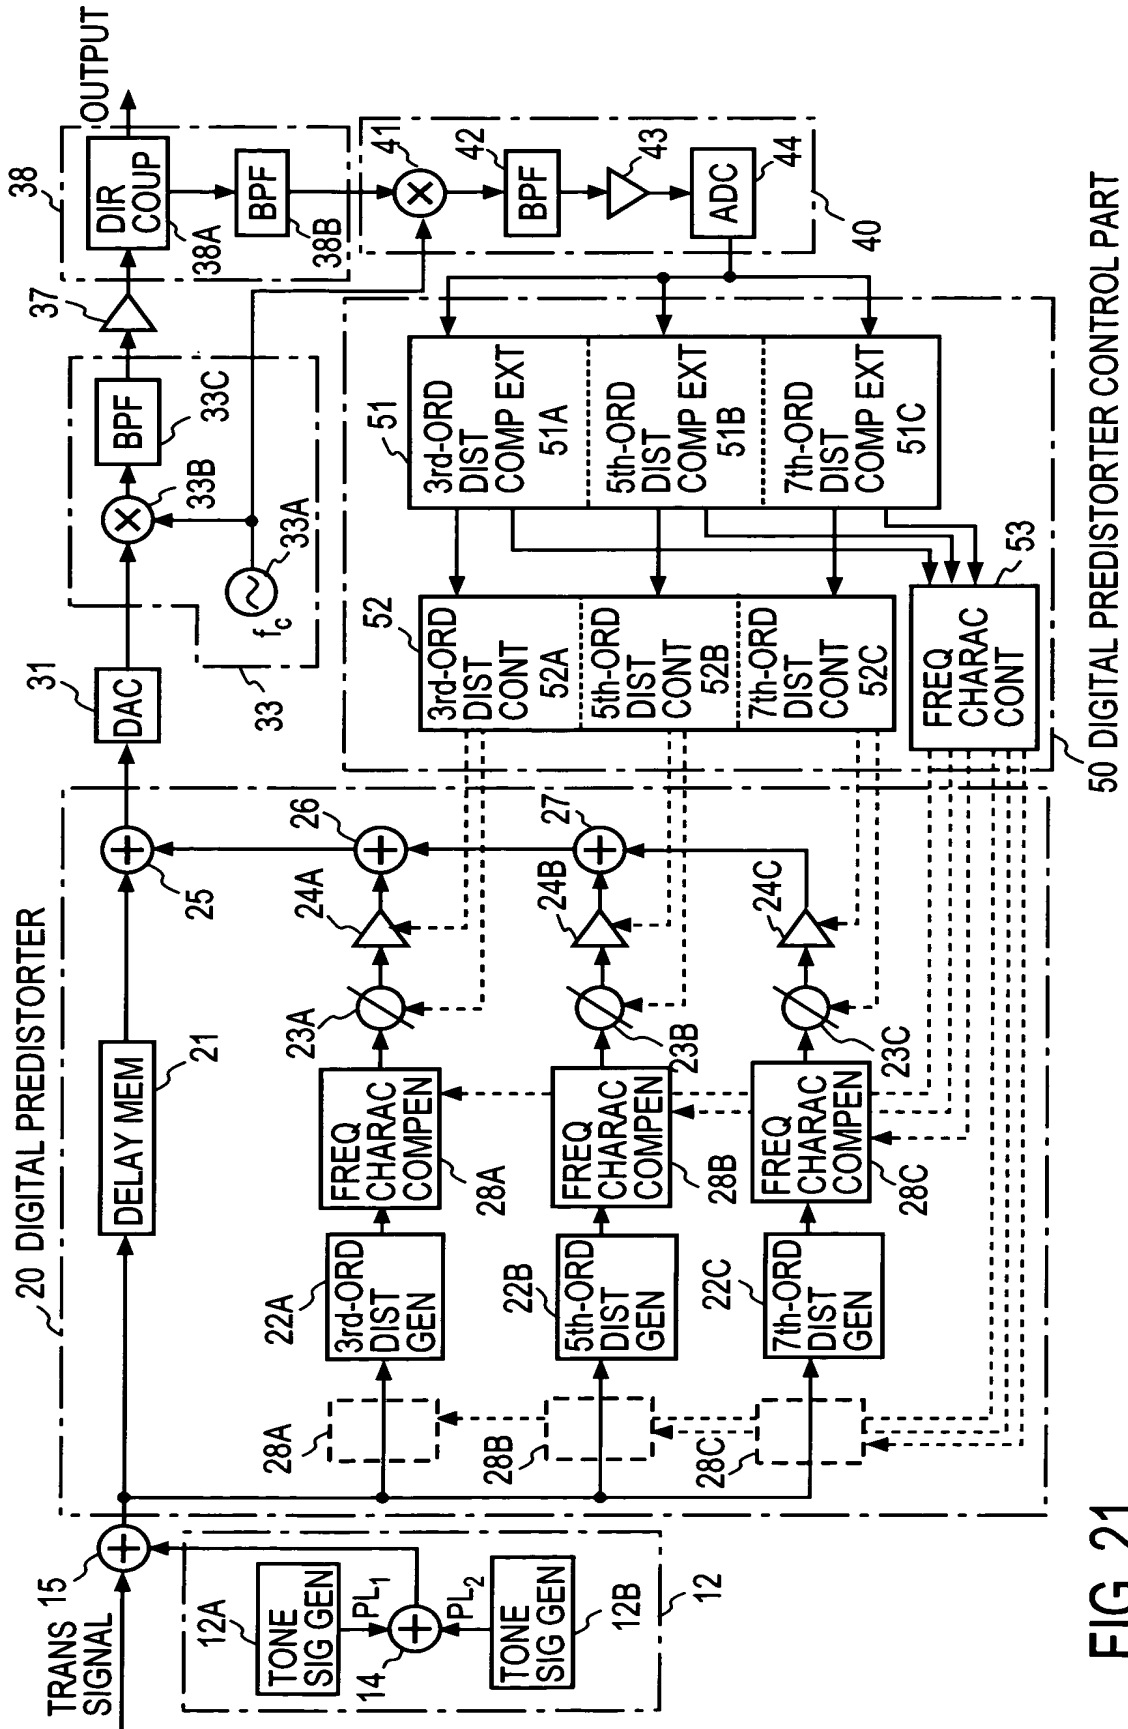 TRANS
SIGNAL
15
12A
TONE
SIG GEN
PL1
14
PL2
TONE
SIG GEN
12B
12
20 DIGITAL PREDISTORTER
DELAY MEM
21
25
28A
22A
3rd-ORD
DIST
GEN
FREQ
CHARAC
COMPEN
28A
23A
24A
26
28B
22B
5th-ORD
DIST
GEN
FREQ
CHARAC
COMPEN
28B
23B
24B
27
28C
22C
7th-ORD
DIST
GEN
FREQ
CHARAC
COMPEN
28C
23C
24C
DAC
31
33
33B
BPF
33C
33A
fc
37
38
DIR
COUP
38A
BPF
38B
OUTPUT
41
42
BPF
43
44
ADC
40
51
3rd-ORD
DIST
COMP EXT
51A
5th-ORD
DIST
COMP EXT
51B
7th-ORD
DIST
COMP EXT
51C
52
3rd-ORD
DIST
CONT
52A
5th-ORD
DIST
CONT
52B
7th-ORD
DIST
CONT
52C
53
FREQ
CHARAC
CONT
50 DIGITAL PREDISTORTER CONTROL PART
FIG. 21